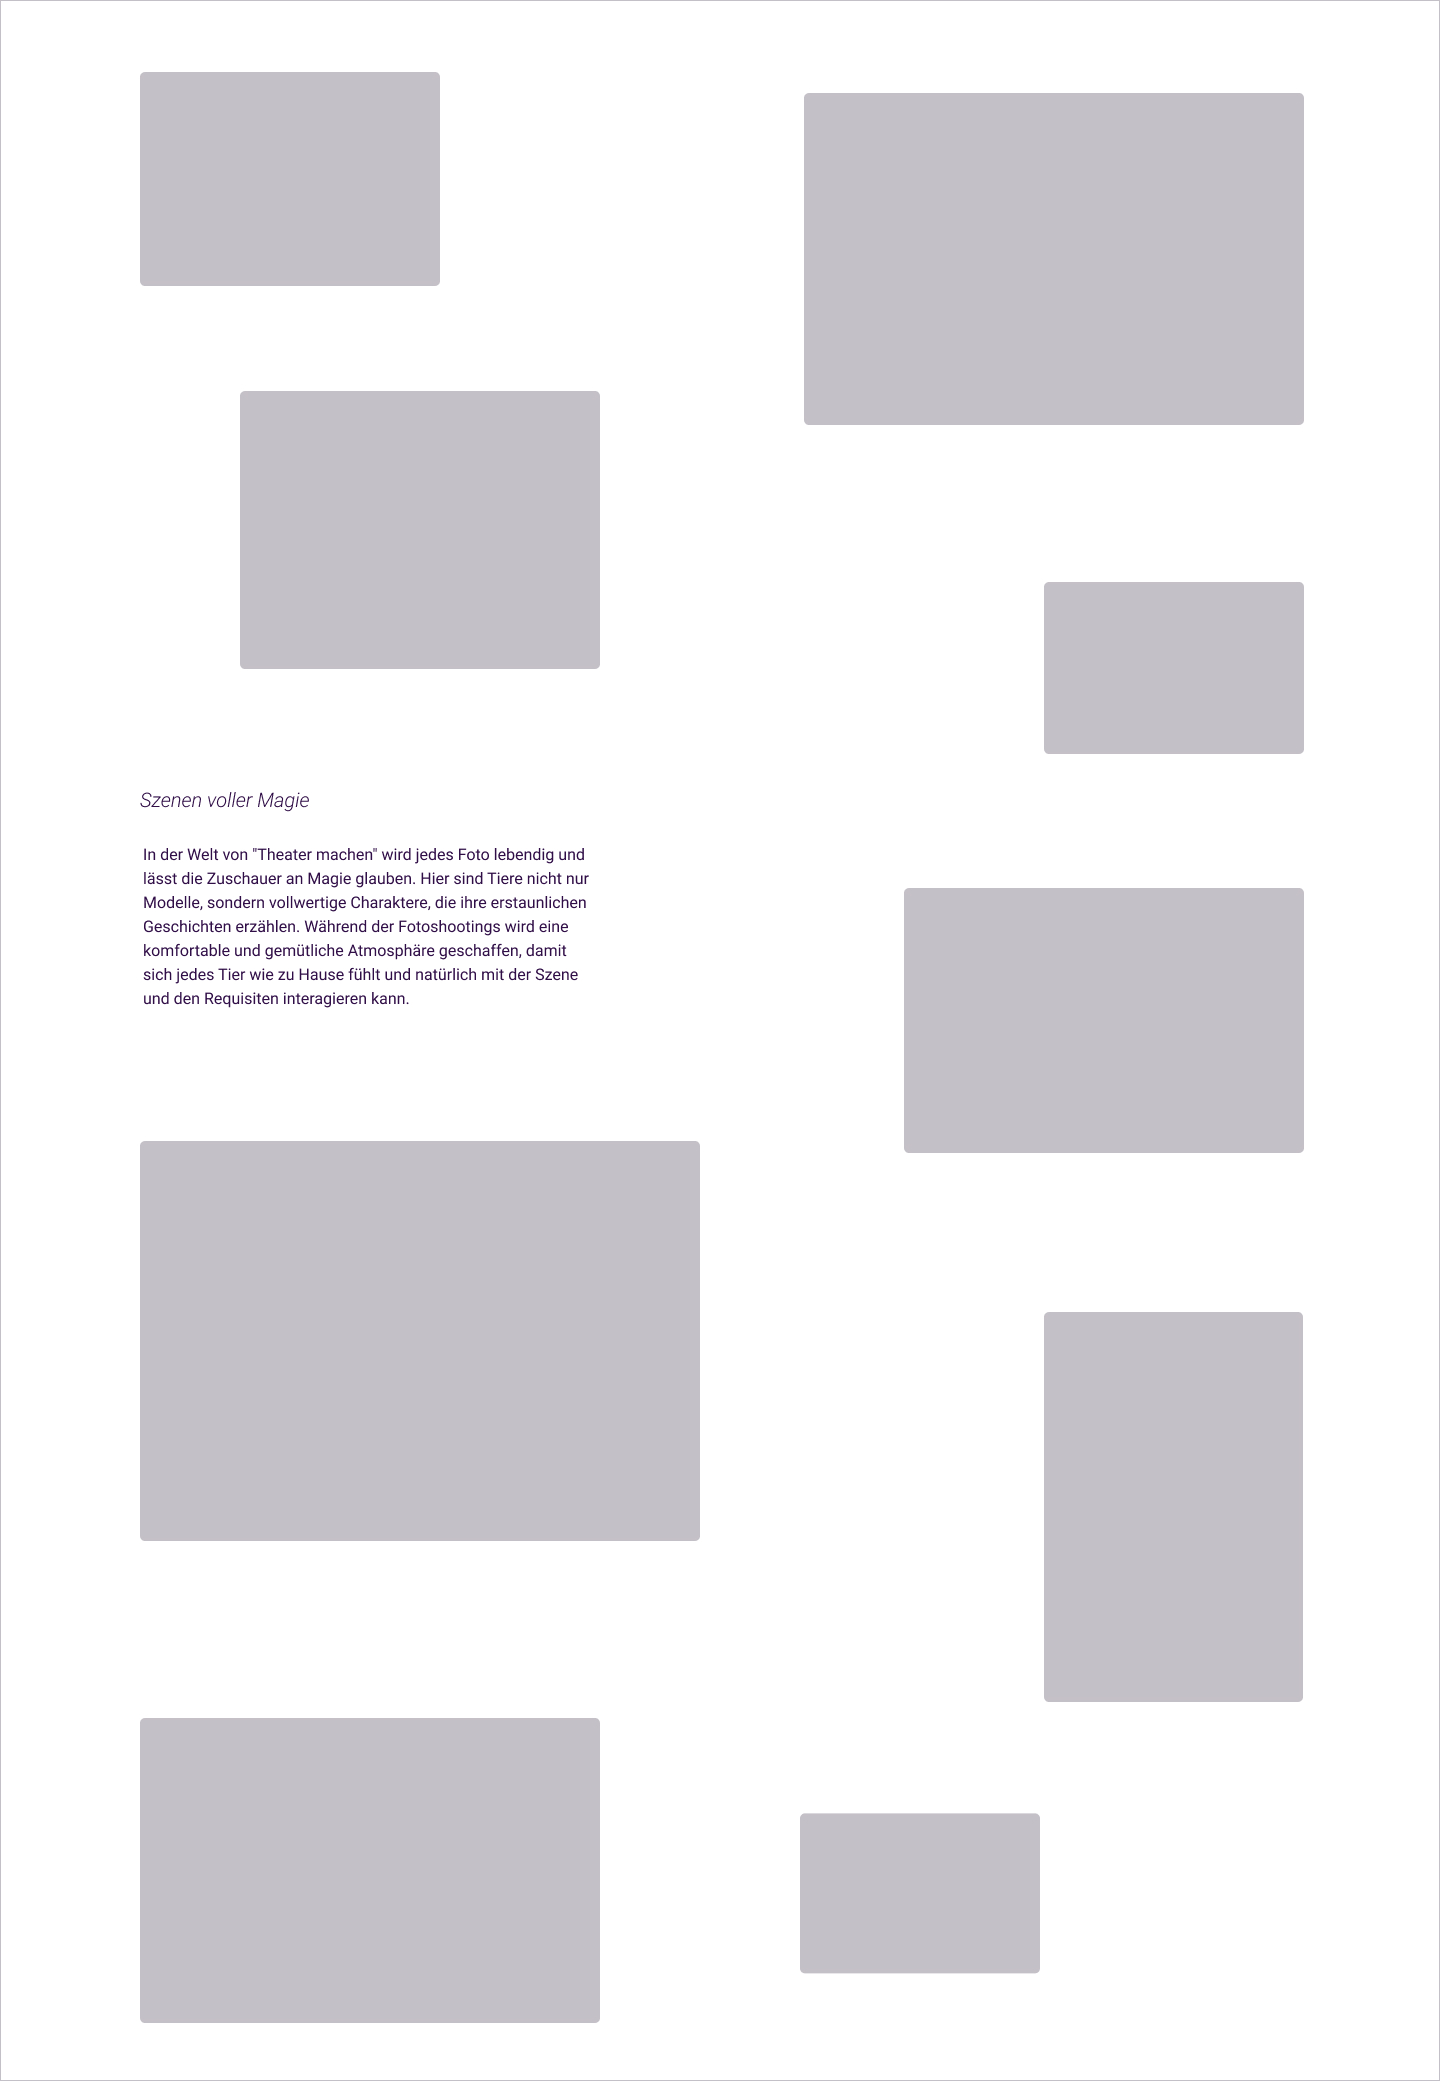 Szenen voller Magie
In der Welt von "Theater machen" wird jedes Foto lebendig und
lässt die Zuschauer an Magie glauben. Hier sind Tiere nicht nur
Modelle, sondern vollwertige Charaktere, die ihre erstaunlichen
Geschichten erzählen. Während der Fotoshootings wird eine
komfortable und gemütliche Atmosphäre geschaffen, damit
sich jedes Tier wie zu Hause fühlt und natürlich mit der Szene
und den Requisiten interagieren kann.